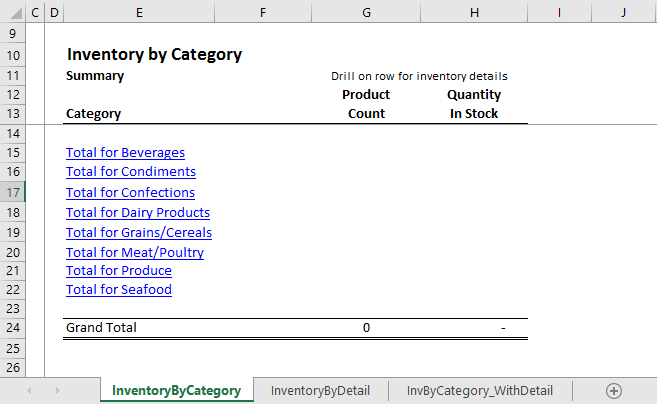 C D E F G H I J
9
10 Inventory by Category
11 Summary Drill on row for inventory details
12 Product Quantity
13 Category Count In Stock
14
15 Total for Beverages
16 Total for Condiments
17 Total for Confections
18 Total for Dairy Products
19 Total for Grains/Cereals
20 Total for Meat/Poultry
21 Total for Produce
22 Total for Seafood
23
24 Grand Total 0 -
25
26
InventoryByCategory InventoryByDetail InvByCategory_WithDetail